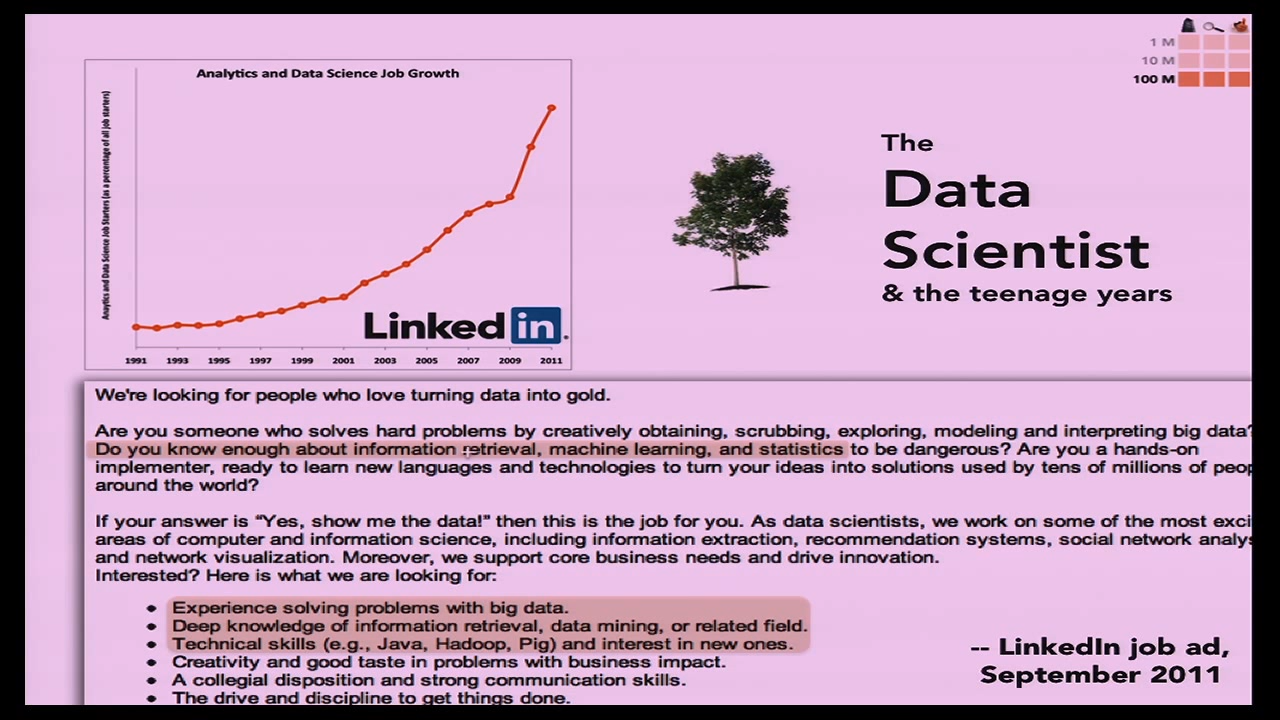 Analytics and Data Science Job Growth
Anaytics and Data Science Job Starters (as a percentage of all job starters)
Linked in.
1991 1993 1995 1997 1999 2001 2003 2005 2007 2009 2011
1 M
10 M
100 M
The
Data
Scientist
& the teenage years
We're looking for people who love turning data into gold.
Are you someone who solves hard problems by creatively obtaining, scrubbing, exploring, modeling and interpreting big data?
Do you know enough about information retrieval, machine learning, and statistics to be dangerous? Are you a hands-on
implementer, ready to learn new languages and technologies to turn your ideas into solutions used by tens of millions of peop
around the world?
If your answer is “Yes, show me the data!” then this is the job for you. As data scientists, we work on some of the most exci
areas of computer and information science, including information extraction, recommendation systems, social network analys
and network visualization. Moreover, we support core business needs and drive innovation.
Interested? Here is what we are looking for:
• Experience solving problems with big data.
• Deep knowledge of information retrieval, data mining, or related field.
• Technical skills (e.g., Java, Hadoop, Pig) and interest in new ones.
• Creativity and good taste in problems with business impact.
• A collegial disposition and strong communication skills.
• The drive and discipline to get things done.
-- LinkedIn job ad,
September 2011